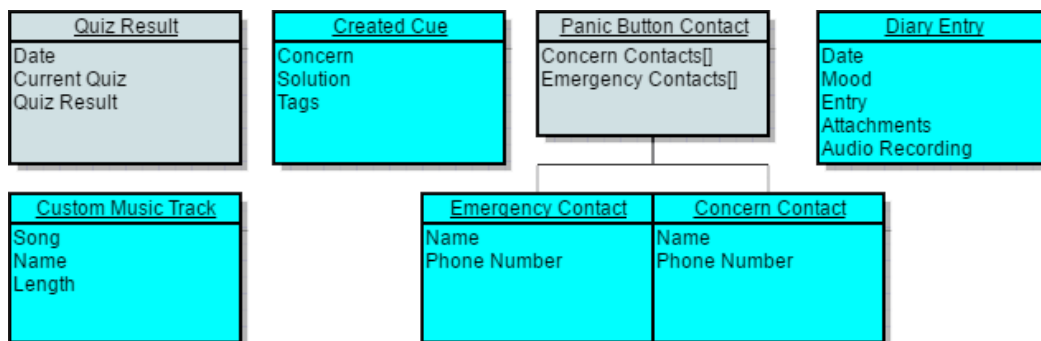 Quiz Result
Date
Current Quiz
Quiz Result
Created Cue
Concern
Solution
Tags
Panic Button Contact
Concern Contacts[]
Emergency Contacts[]
Diary Entry
Date
Mood
Entry
Attachments
Audio Recording
Custom Music Track
Song
Name
Length
Emergency Contact
Name
Phone Number
Concern Contact
Name
Phone Number